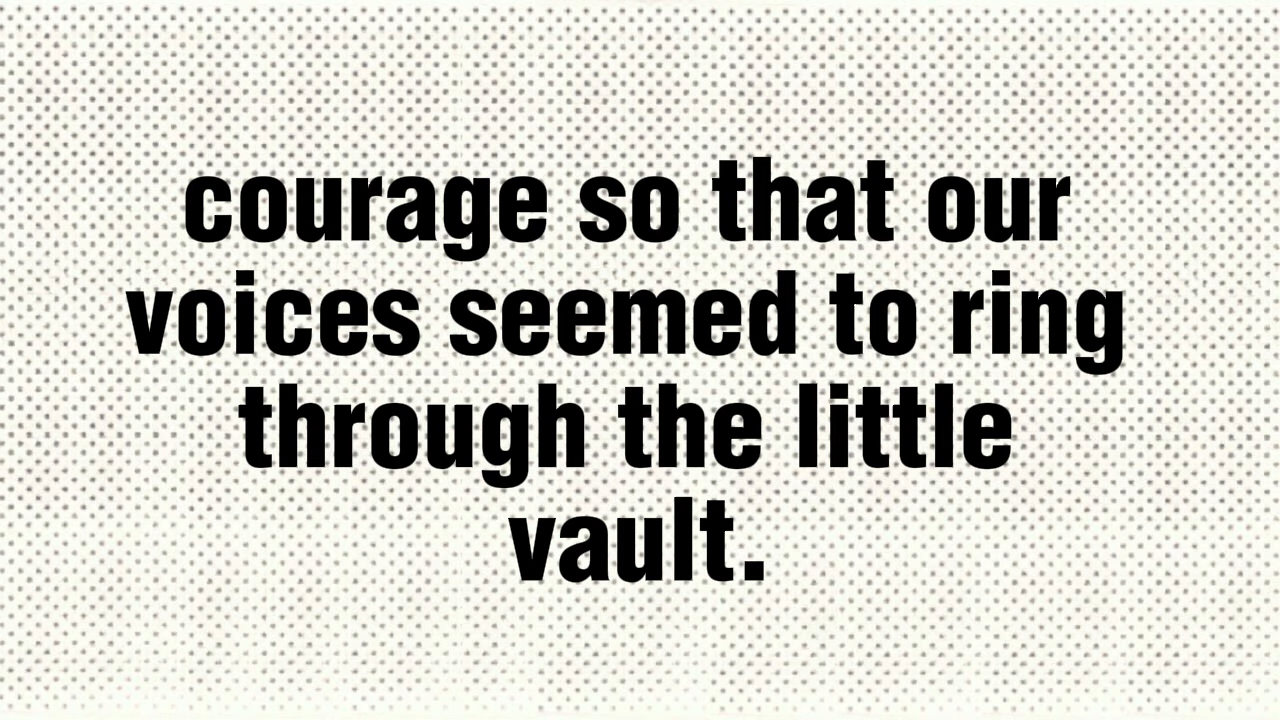 courage so that our
voices seemed to ring
through the little
vault.